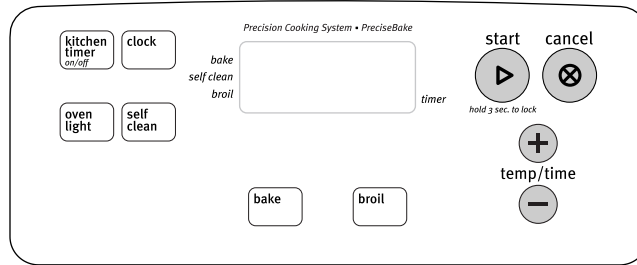 Precision Cooking System • PreciseBake
kitchen
timer
on/off
clock
oven
light
self
clean
bake
self clean
broil
timer
bake
broil
start
cancel
hold 3 sec. to lock
temp/time